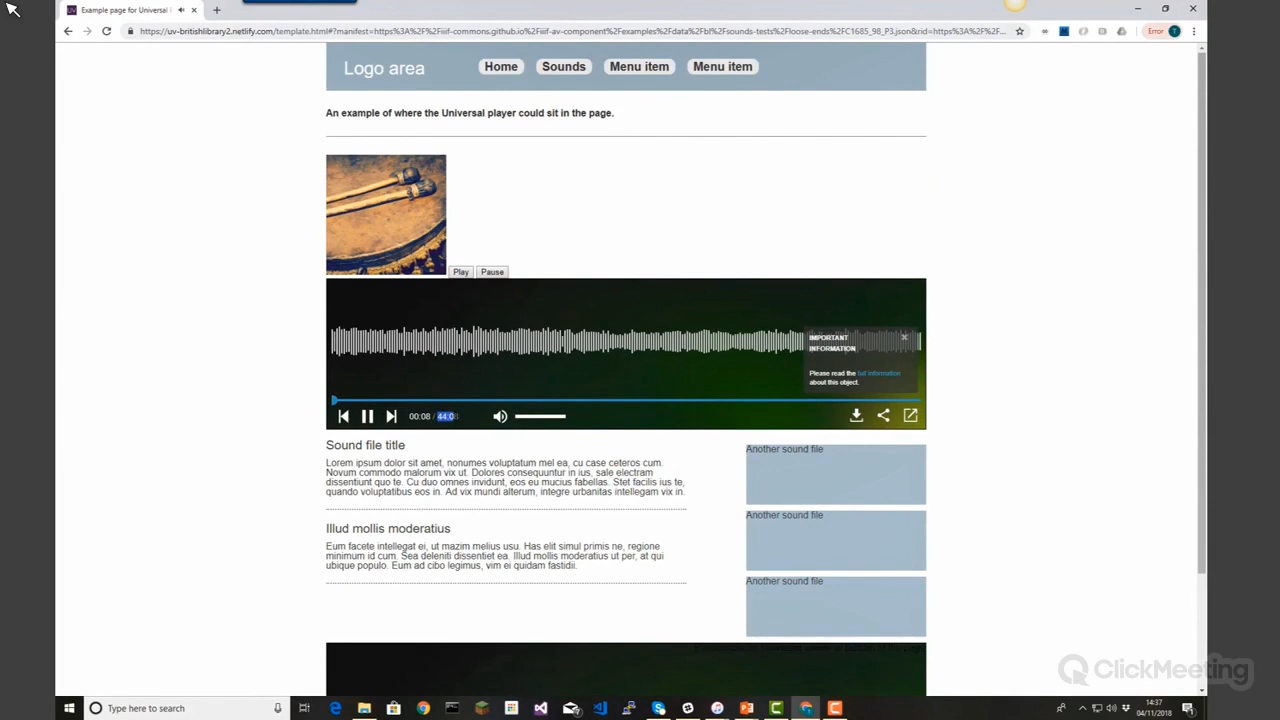 Example page for Universal
https://uv-britishlibrary2.netlify.com/template.html#?manifest=https%3A%2F%2Fiiif-commons.github.io%2Fiiif-av-component%2Fexamples%2Fdata%2Fbl%2Fsounds-tests%2Floose-ends%2FC1685_98_P3.json&rid=https%3A%2F%2F...
Error T
Logo area
Home Sounds Menu item Menu item
An example of where the Universal player could sit in the page.
Play Pause
IMPORTANT
INFORMATION
Please read the full information
about this object.
00:08 / 44:0
Sound file title
Lorem ipsum dolor sit amet, nonumes voluptatum mel ea, cu case ceteros cum.
Novum commodo malorum vix ut. Dolores consequuntur in ius, sale electram
dissentiunt quo te. Cu duo omnes invidunt, eos eu mucius fabellas. Stet facilis ius te,
quando voluptatibus eos in. Ad vix mundi alterum, integre urbanitas intellegam vix in.
Illud mollis moderatius
Eum facete intellegat ei, ut mazim melius usu. Has elit simul primis ne, regione
minimum id cum. Sea deleniti dissentiet ea. Illud mollis moderatius ut per, at qui
ubique populo. Eum ad cibo legimus, vim ei quidam fastidii.
Another sound file
Another sound file
Another sound file
ClickMeeting
Type here to search
14:37
04/11/2018